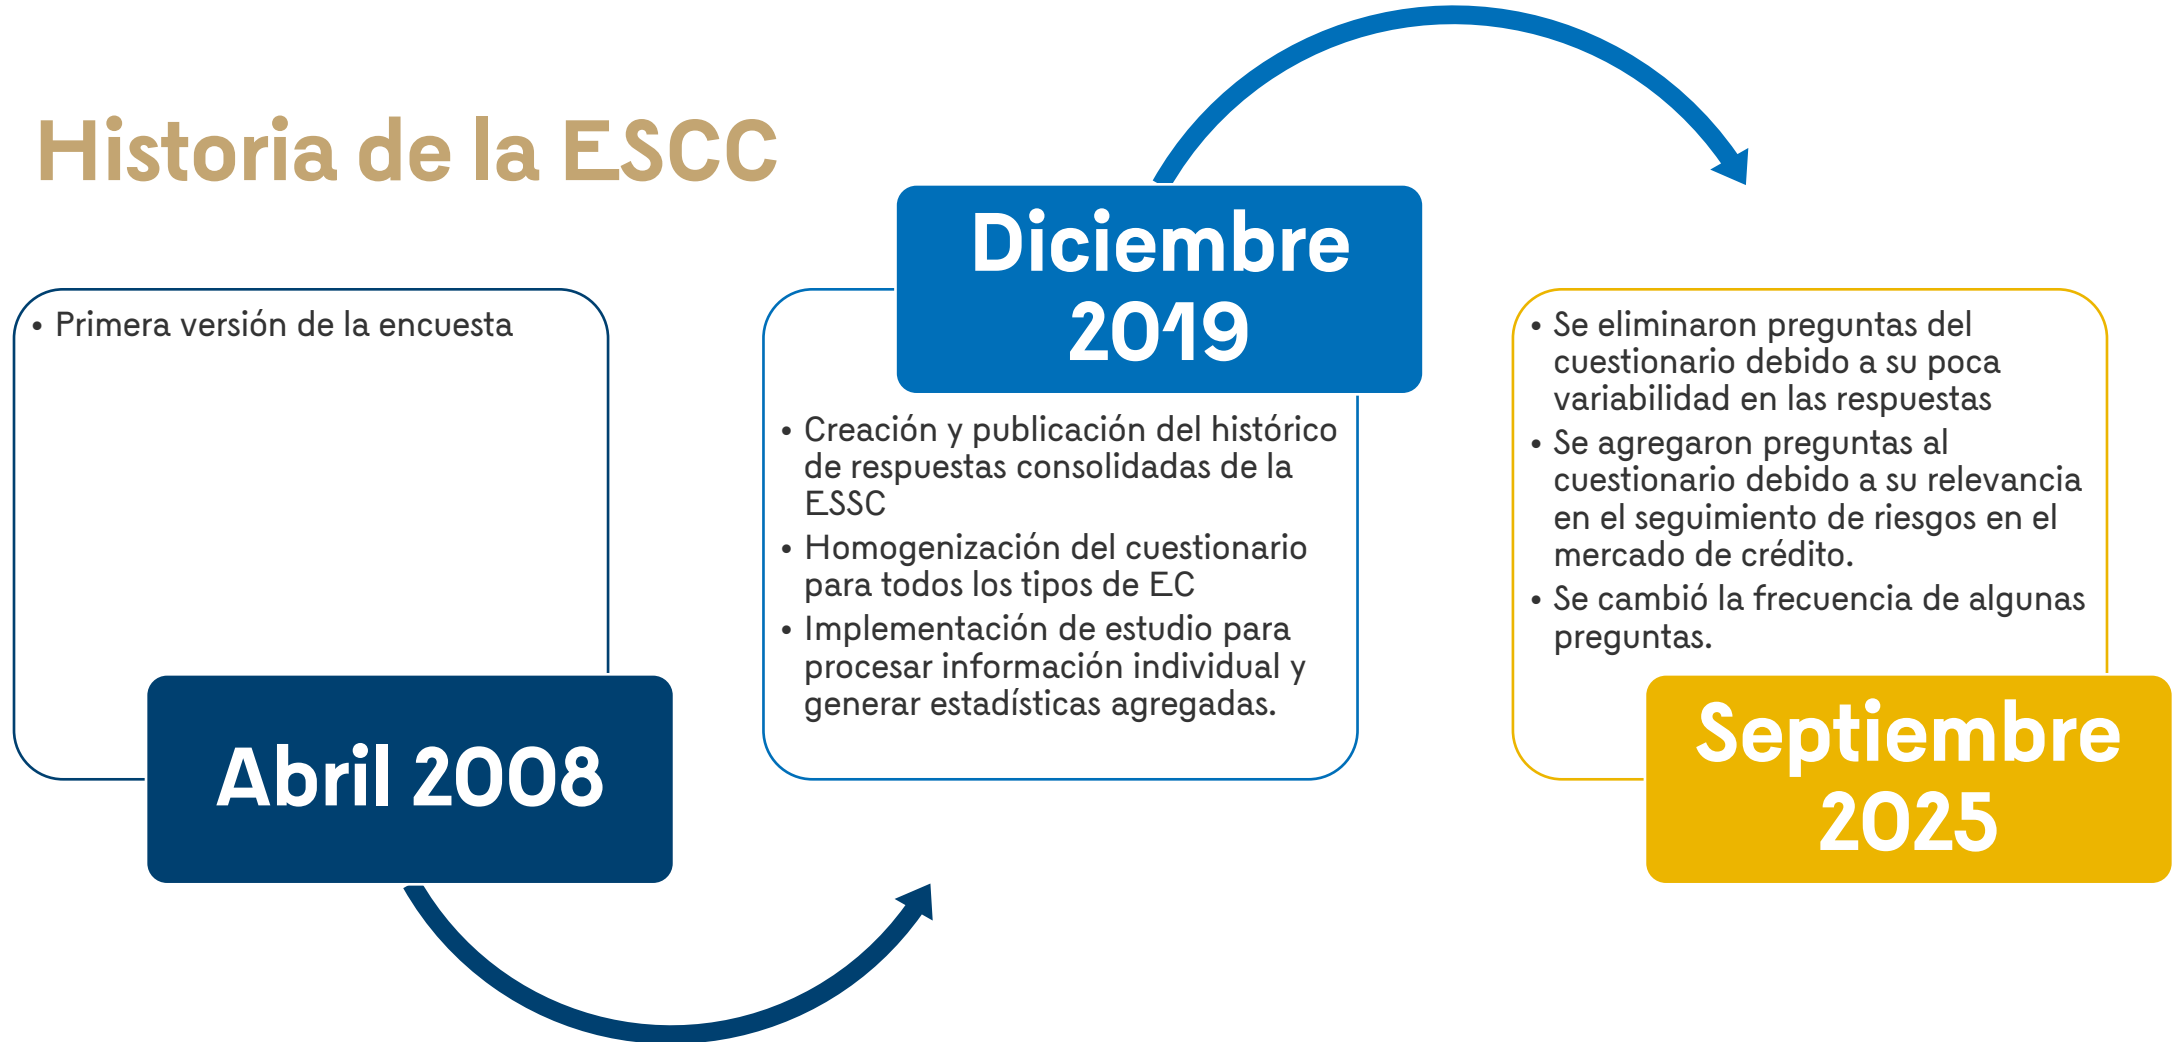 Historia de la ESCC
• Primera versión de la encuesta
Abril 2008
Diciembre
2019
• Creación y publicación del histórico
de respuestas consolidadas de la
ESSC
• Homogenización del cuestionario
para todos los tipos de EC
• Implementación de estudio para
procesar información individual y
generar estadísticas agregadas.
• Se eliminaron preguntas del
cuestionario debido a su poca
variabilidad en las respuestas
• Se agregaron preguntas al
cuestionario debido a su relevancia
en el seguimiento de riesgos en el
mercado de crédito.
• Se cambió la frecuencia de algunas
preguntas.
Septiembre
2025